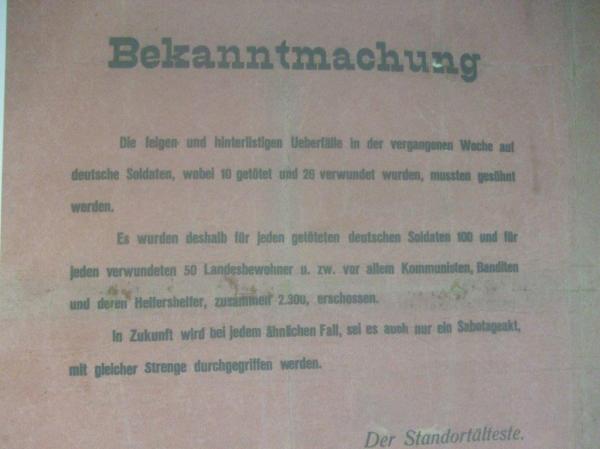 Bekanntmachung
Die feigen und hinterlistigen Ueberfälle in der vergangenen Woche auf
deutsche Soldaten, wobei 10 getötet und 26 verwundet wurden, mussten gesühnt
werden.
Es wurden deshalb für jeden getöteten deutschen Soldaten 100 und für
jeden verwundeten 50 Landesbewohner u. zw. vor allem Kommunisten, Banditen
und deren Helfershelfer, zusammen 2.300, erschossen.
In Zukunft wird bei jedem ähnlichen Fall, sei es auch nur ein Sabotageakt,
mit gleicher Strenge durchgegriffen werden.
Der Standortälteste.